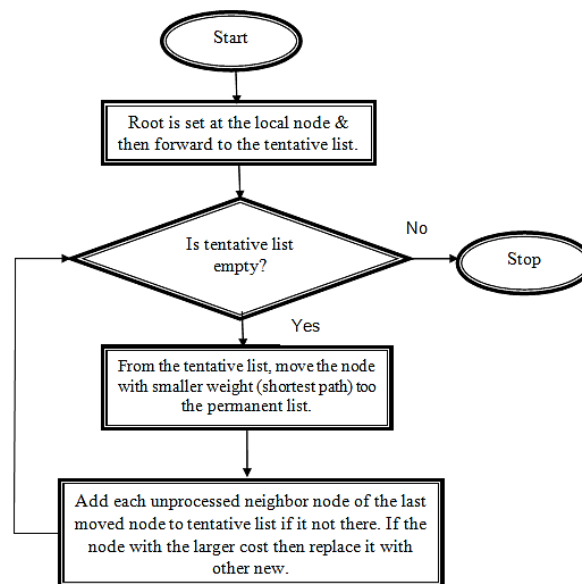 Start
Root is set at the local node &
then forward to the tentative list.
Is tentative list
empty?
No
Stop
Yes
From the tentative list, move the node
with smaller weight (shortest path) too
the permanent list.
Add each unprocessed neighbor node of the last
moved node to tentative list if it not there. If the
node with the larger cost then replace it with
other new.